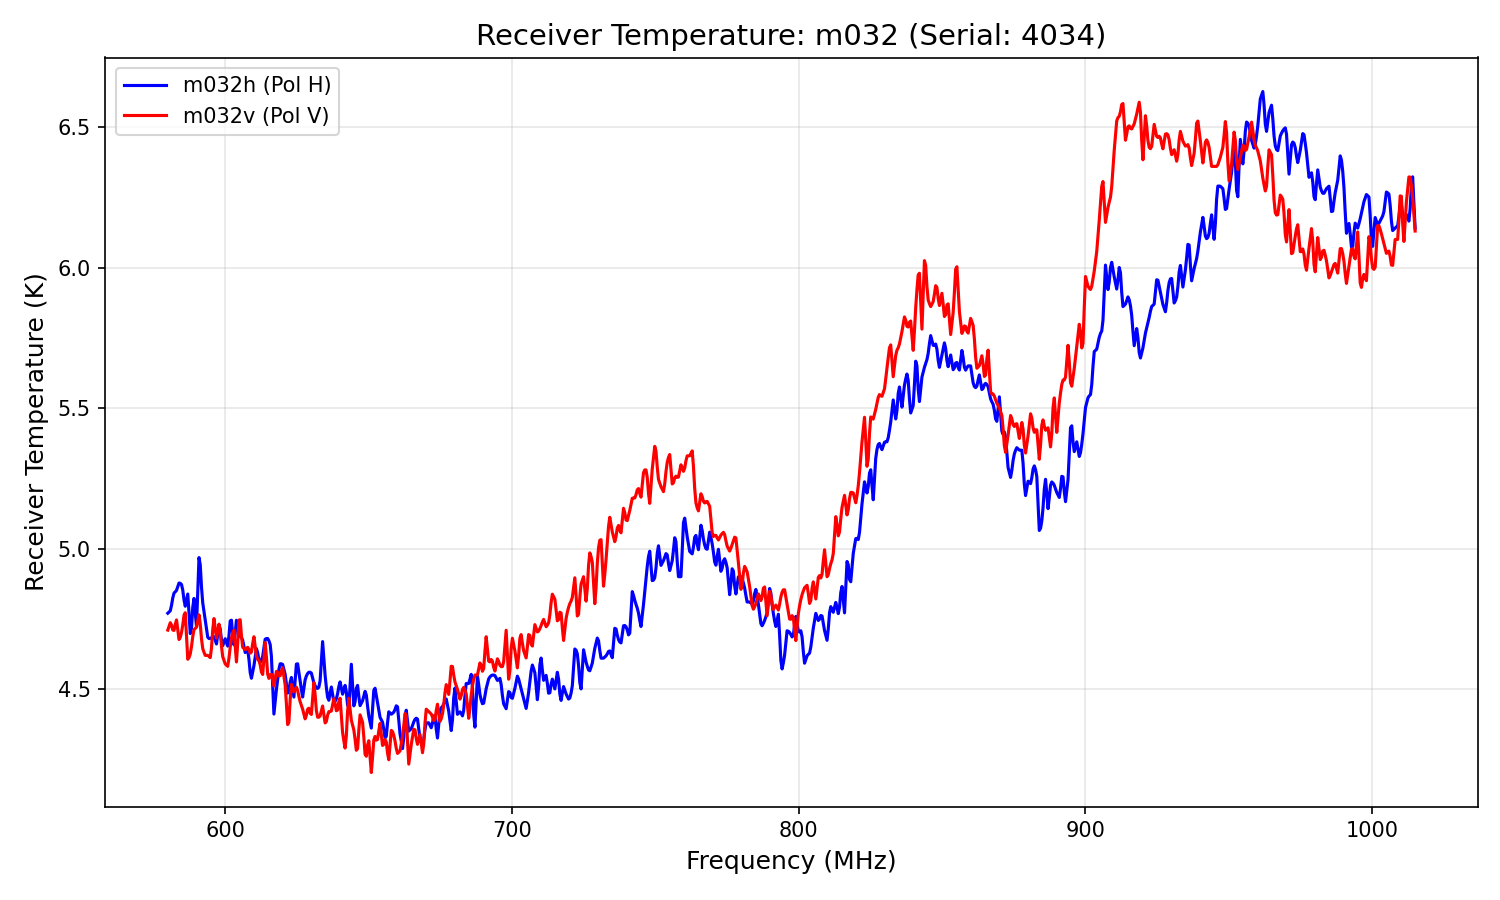 Receiver Temperature: m032 (Serial: 4034)
m032h (Pol H)
m032v (Pol V)
Receiver Temperature (K)
6.5
6.0
5.5
5.0
4.5
600
700
800
900
1000
Frequency (MHz)